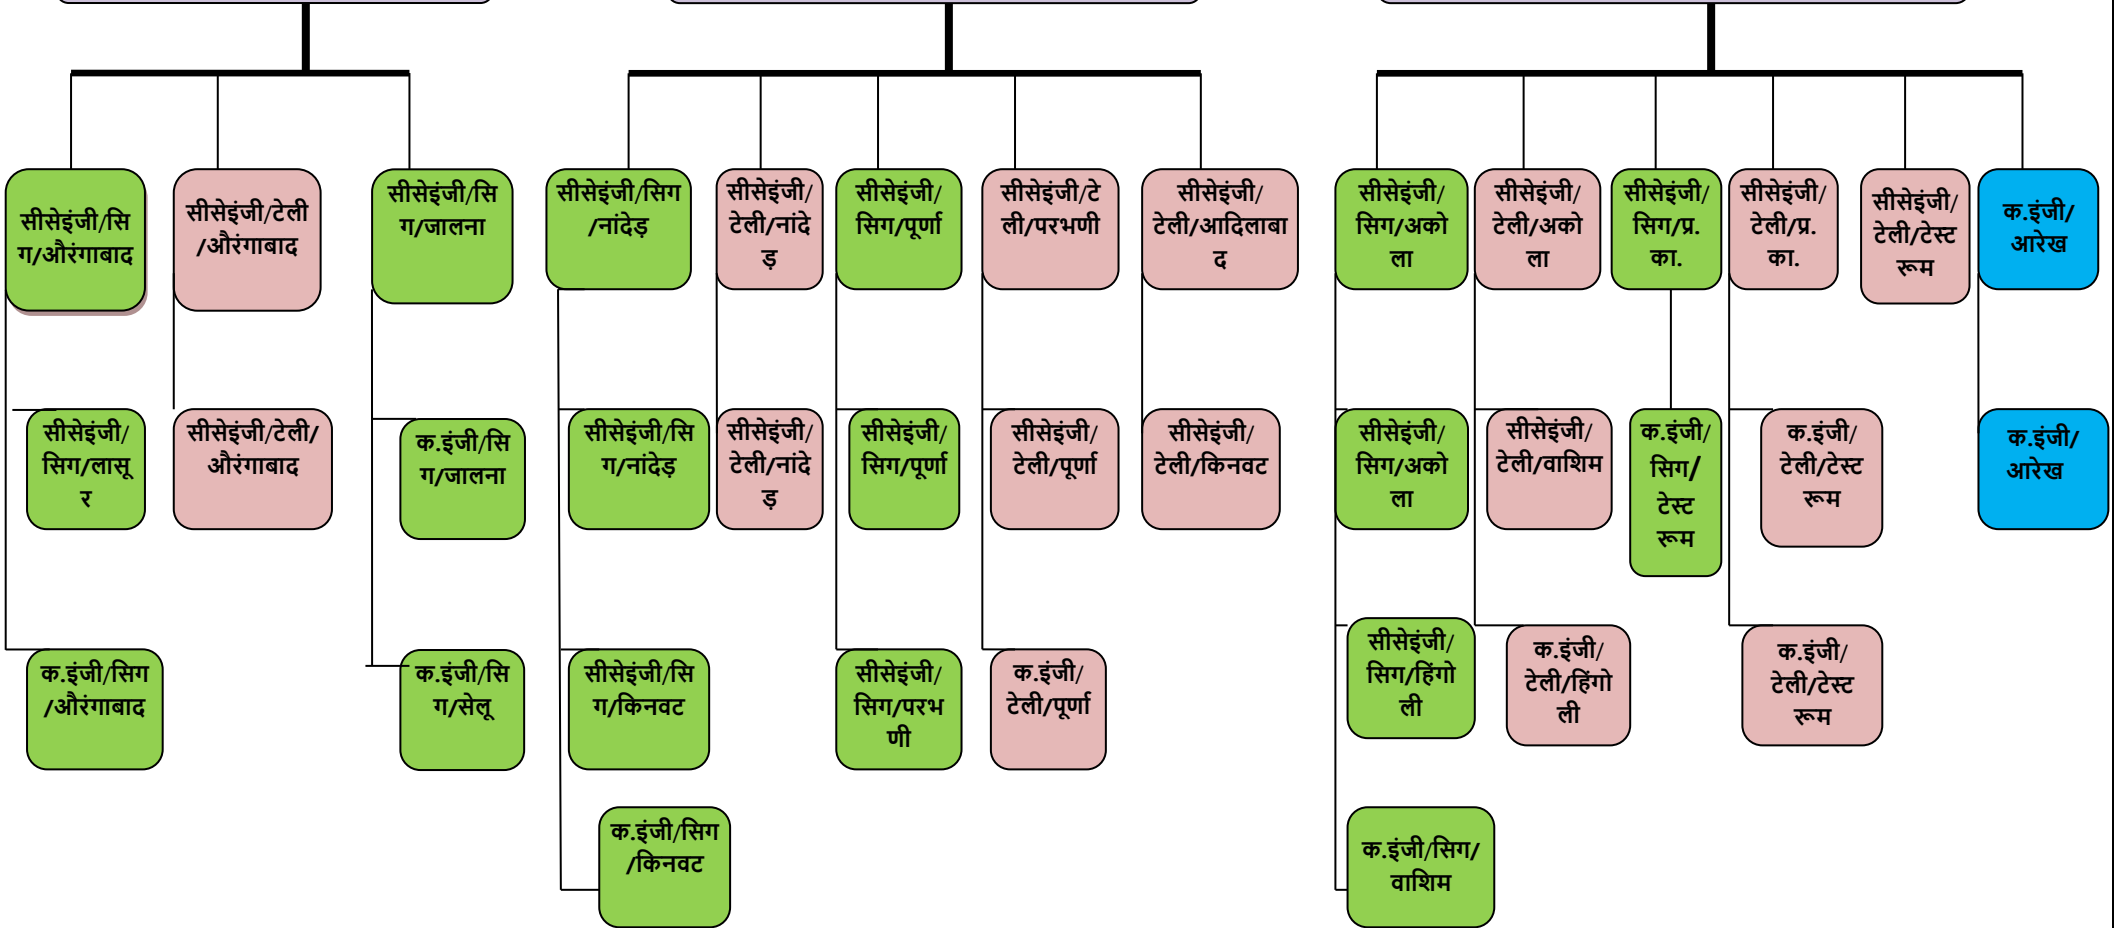 सीसेइंजी/सि
ग/औरंगाबाद
सीसेइंजी/टेली
/औरंगाबाद
सीसेइंजी/सि
ग/जालना
सीसेइंजी/सिग
/नांदेड़
सीसेइंजी/
टेली/नांदे
ड़
सीसेइंजी/
सिग/पूर्णा
सीसेइंजी/टे
ली/परभणी
सीसेइंजी/
टेली/आदिलाबा
द
सीसेइंजी/
सिग/अको
ला
सीसेइंजी/
टेली/अको
ला
सीसेइंजी/
सिग/प्र.
का.
सीसेइंजी/
टेली/प्र.
का.
सीसेइंजी/
टेली/टेस्ट
रूम
क.इंजी/
आरेख
सीसेइंजी/
सिग/लासू
र
सीसेइंजी/टेली/
औरंगाबाद
क.इंजी/सि
ग/जालना
सीसेइंजी/सि
ग/नांदेड़
सीसेइंजी/
टेली/नांदे
ड़
सीसेइंजी/
सिग/पूर्णा
सीसेइंजी/
टेली/पूर्णा
सीसेइंजी/
टेली/किनवट
सीसेइंजी/
सिग/अको
ला
सीसेइंजी/
टेली/वाशिम
क.इंजी/
सिग/
टेस्ट
रूम
क.इंजी/
टेली/टेस्ट
रूम
क.इंजी/
आरेख
क.इंजी/सिग
/औरंगाबाद
क.इंजी/सि
ग/सेलू
सीसेइंजी/सि
ग/किनवट
सीसेइंजी/
सिग/परभ
णी
क.इंजी/
टेली/पूर्णा
सीसेइंजी/
सिग/हिंगो
ली
क.इंजी/
टेली/हिंगो
ली
क.इंजी/
टेली/टेस्ट
रूम
क.इंजी/सिग
/किनवट
क.इंजी/सिग/
वाशिम